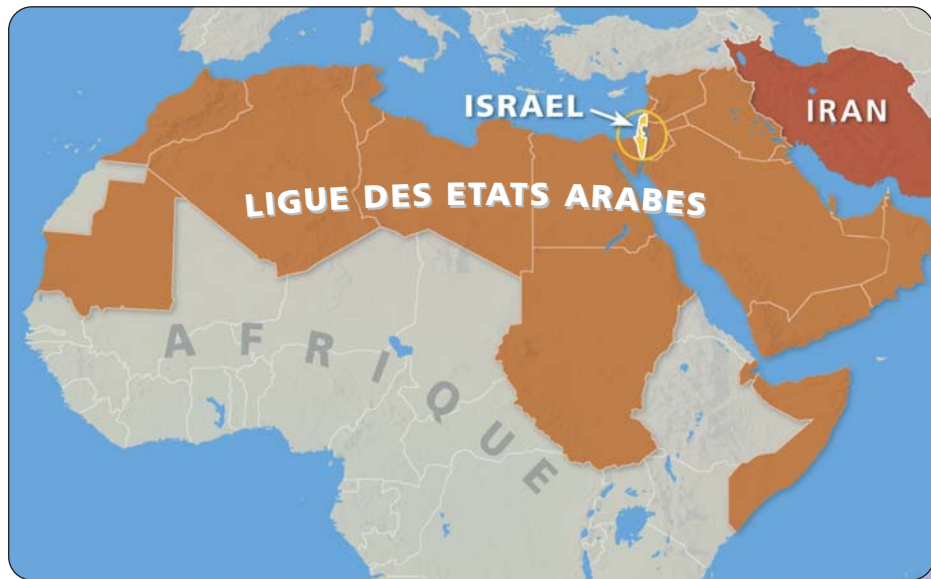 ISRAEL
IRAN
LIGUE DES ETATS ARABES
AFRIQUE